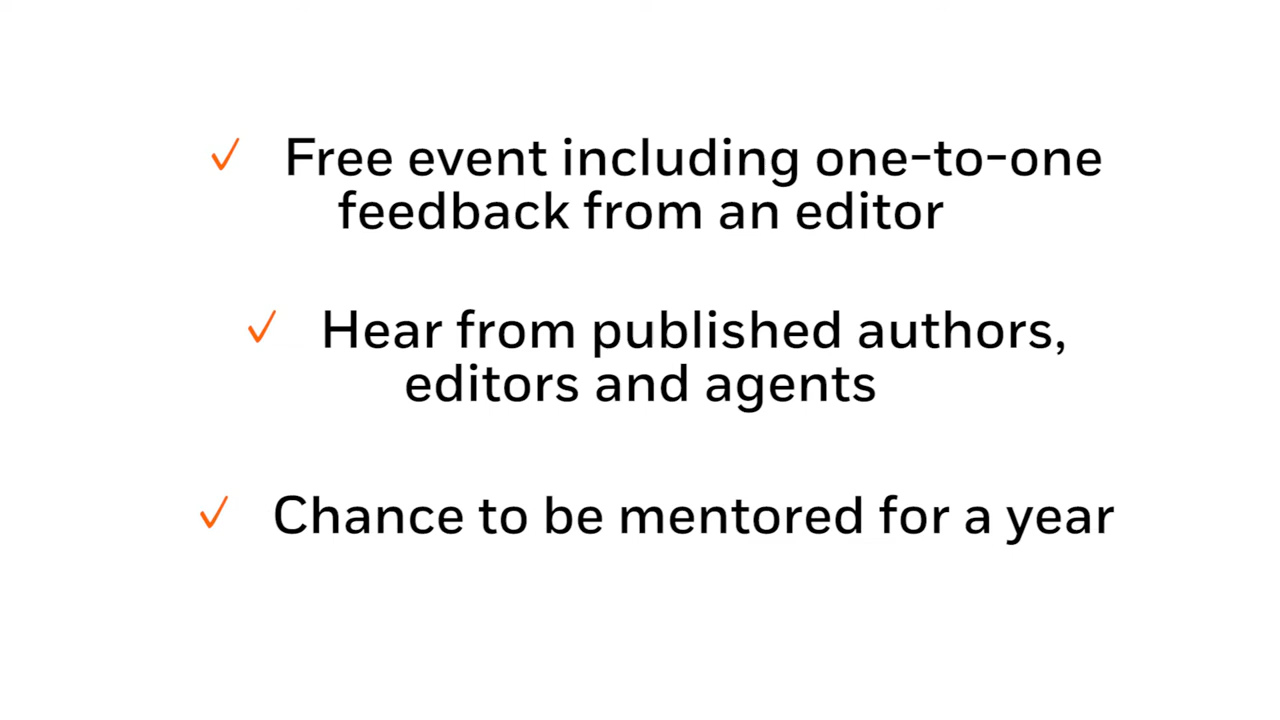 ✓ Free event including one-to-one
feedback from an editor
✓ Hear from published authors,
editors and agents
✓ Chance to be mentored for a year